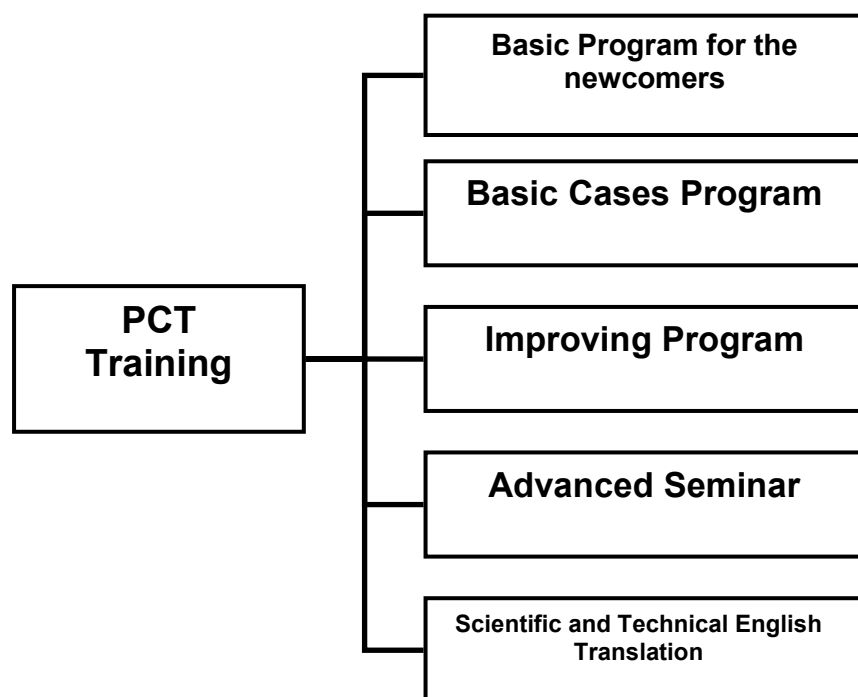 Basic Program for the
newcomers
Basic Cases Program
PCT
Training
Improving Program
Advanced Seminar
Scientific and Technical English
Translation